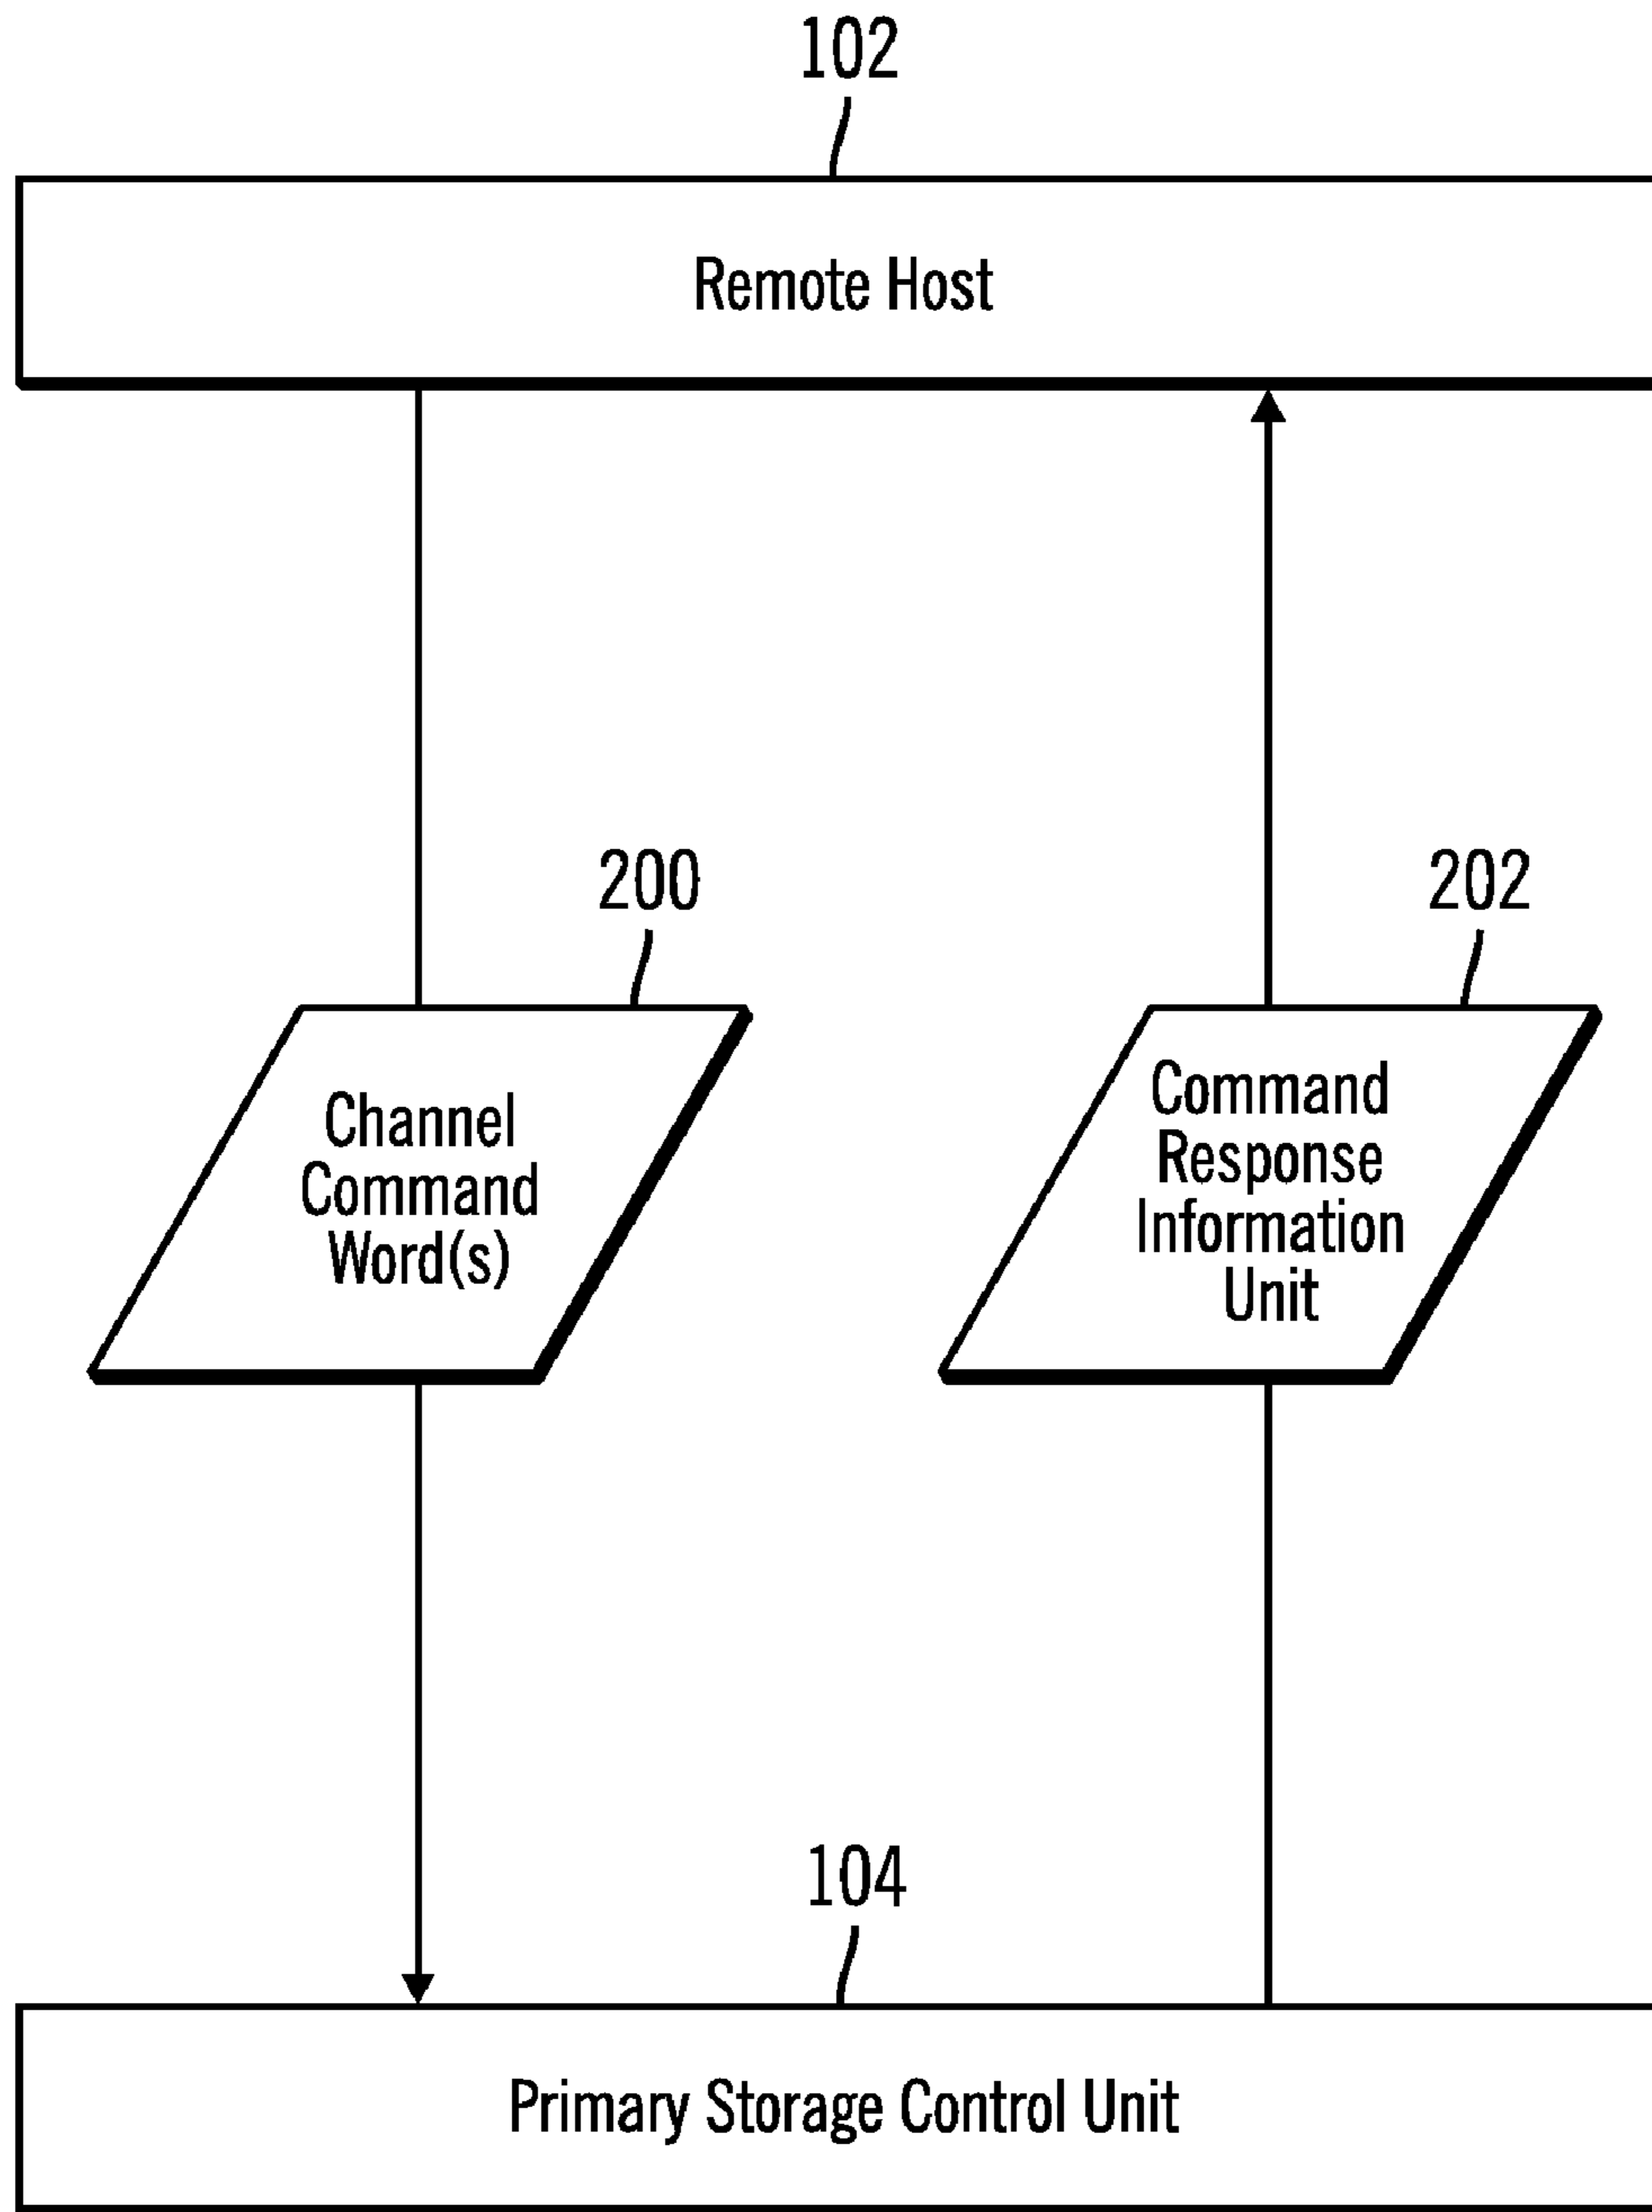 102
Remote Host
200
202
Channel
Command
Word(s)
Command
Response
Information
Unit
104
Primary Storage Control Unit